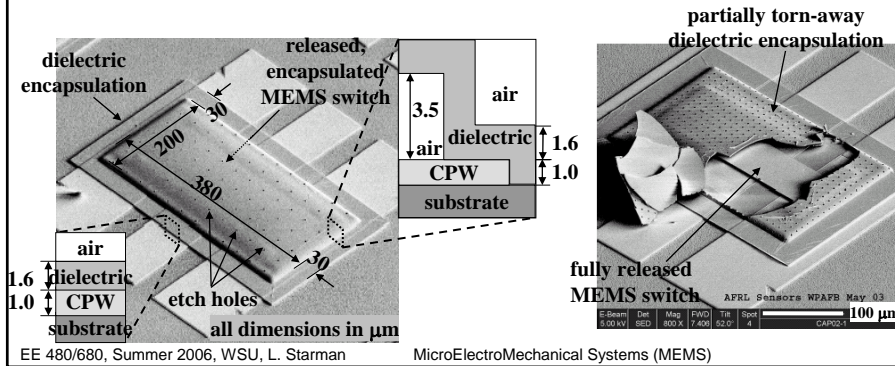 partially torn-away
dielectric encapsulation
released,
encapsulated
MEMS switch
dielectric
encapsulation
30
200
380
30
etch holes
3.5
air
air
dielectric
1.6
CPW
1.0
substrate
air
1.6
dielectric
1.0
CPW
substrate
all dimensions in μm
fully released
MEMS switch
AFRL Sensors WPAFB May 03
E-Beam Det Mag FWD Tilt Spot
5.00 kV SED 800 X 7.406 52.0° 4 CAP02-1
100 μm
EE 480/680, Summer 2006, WSU, L. Starman
MicroElectroMechanical Systems (MEMS)